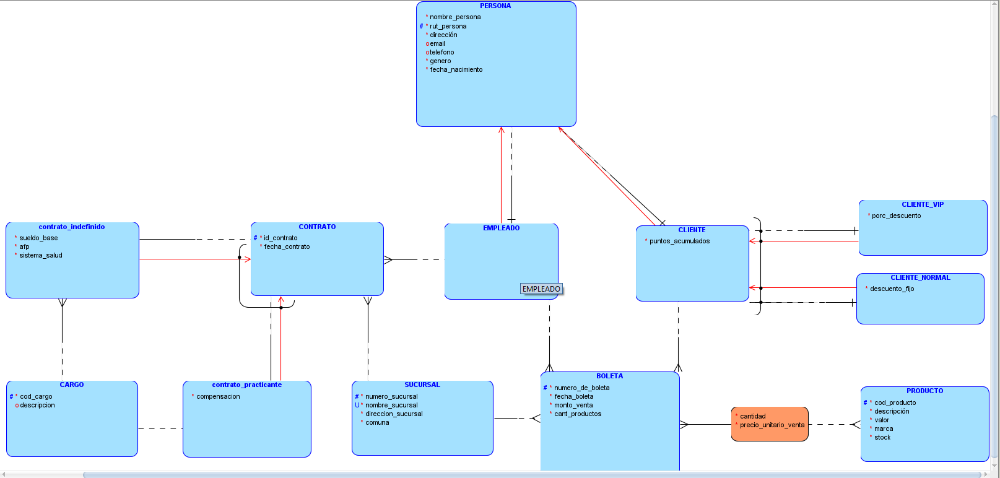 PERSONA
* nombre_persona
# * rut_persona
* dirección
o email
o telefono
* genero
* fecha_nacimiento
contrato_indefinido
* sueldo_base
* afp
* sistema_salud
CONTRATO
# * id_contrato
* fecha_contrato
EMPLEADO
EMPLEADO
CLIENTE
* puntos_acumulados
CLIENTE_VIP
* porc_descuento
CLIENTE_NORMAL
* descuento_fijo
CARGO
# * cod_cargo
o descripcion
contrato_practicante
* compensacion
SUCURSAL
# * numero_sucursal
U * nombre_sucursal
* direccion_sucursal
* comuna
BOLETA
# * numero_de_boleta
* fecha_boleta
* monto_venta
* cant_productos
* cantidad
* precio_unitario_venta
PRODUCTO
# * cod_producto
* descripción
* valor
* marca
* stock